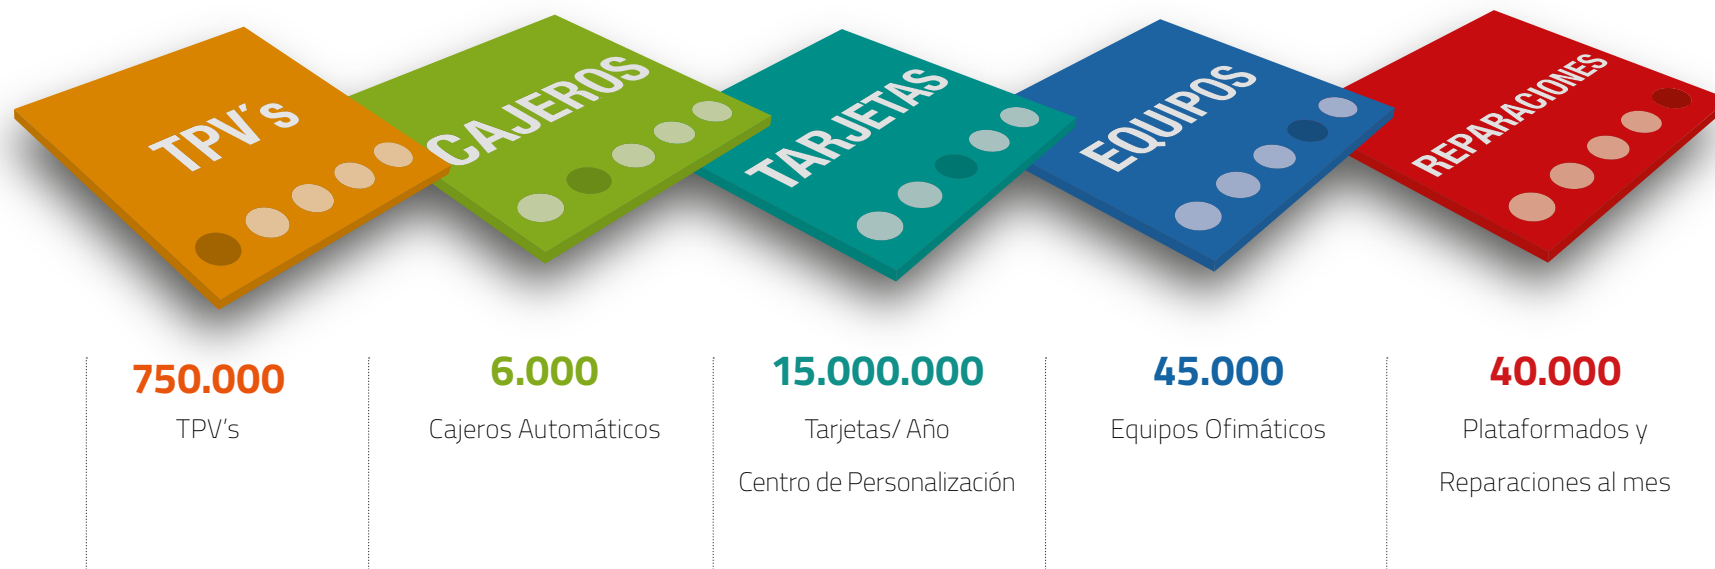 TPV´s
CAJEROS
TARJETAS
EQUIPOS
REPARACIONES
750.000
TPV’s
6.000
Cajeros Automáticos
15.000.000
Tarjetas/ Año
Centro de Personalización
45.000
Equipos Ofimáticos
40.000
Plataformados y
Reparaciones al mes